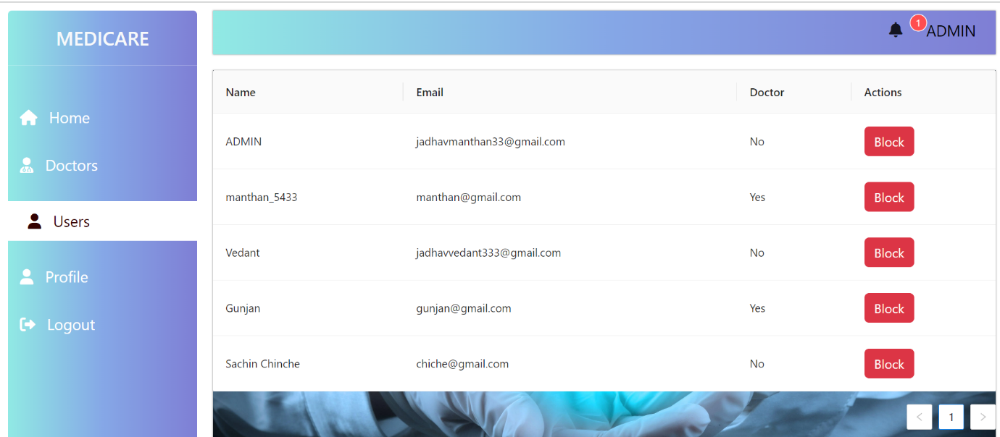 MEDICARE
Home
Doctors
Users
Profile
Logout
1
ADMIN
Name Email Doctor Actions
ADMIN jadhavmanthan33@gmail.com No Block
manthan_5433 manthan@gmail.com Yes Block
Vedant jadhavvedant333@gmail.com No Block
Gunjan gunjan@gmail.com Yes Block
Sachin Chinche chiche@gmail.com No Block
< 1 >